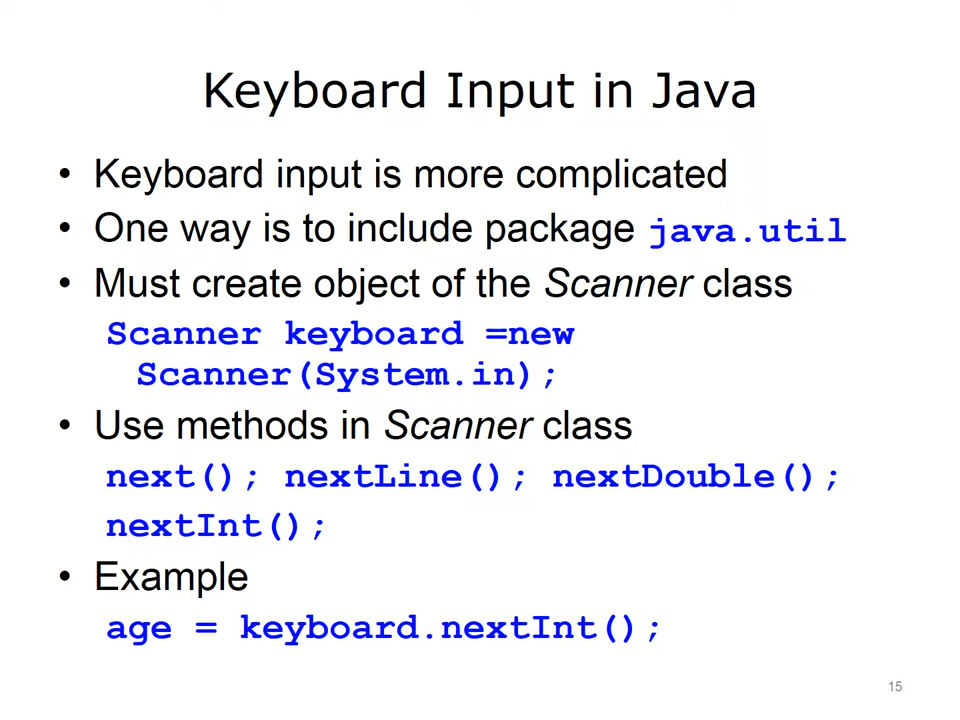 Keyboard Input in Java
• Keyboard input is more complicated
• One way is to include package java.util
• Must create object of the Scanner class
Scanner keyboard =new
Scanner(System.in);
• Use methods in Scanner class
next(); nextLine(); nextDouble();
nextInt();
• Example
age = keyboard.nextInt();
15